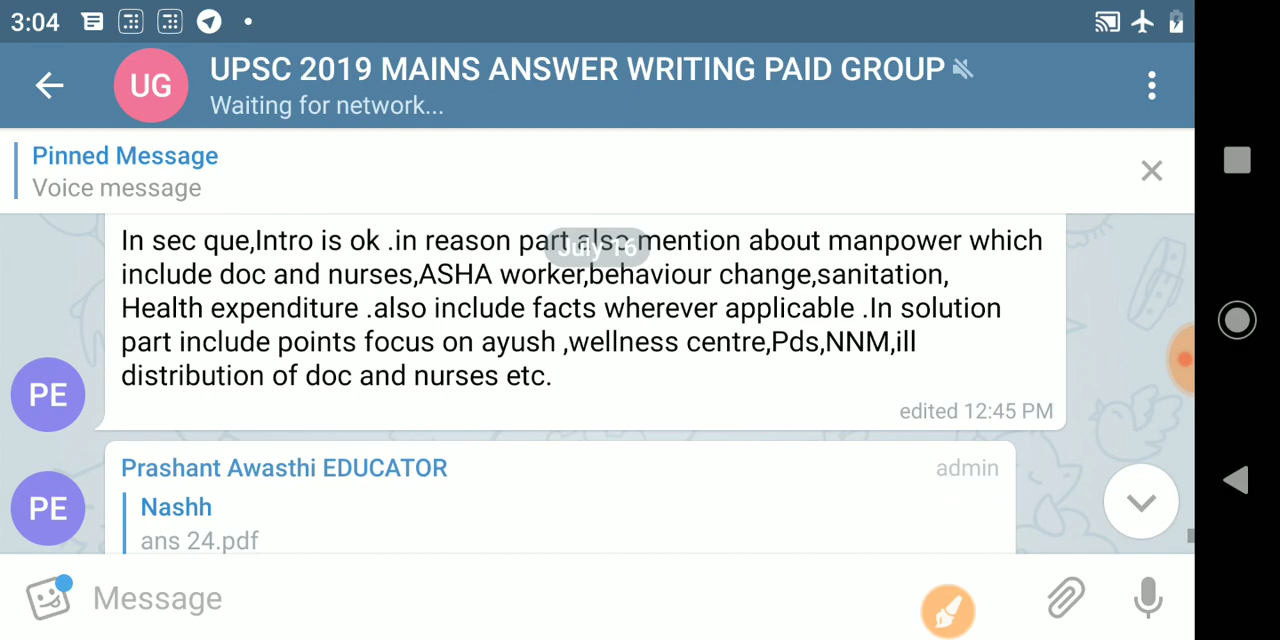 3:04
UG
UPSC 2019 MAINS ANSWER WRITING PAID GROUP
Waiting for network...
Pinned Message
Voice message
July 16
In sec que,Intro is ok .in reason part also mention about manpower which
include doc and nurses,ASHA worker,behaviour change,sanitation,
Health expenditure .also include facts wherever applicable .In solution
part include points focus on ayush ,wellness centre,Pds,NNM,ill
distribution of doc and nurses etc.
PE
edited 12:45 PM
Prashant Awasthi EDUCATOR admin
PE
Nashh
ans 24.pdf
Message